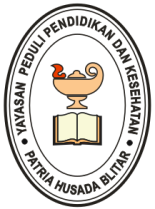 YAYASAN PEDULI PENDIDIKAN DAN KESEHATAN
PATRIA HUSADA BLITAR